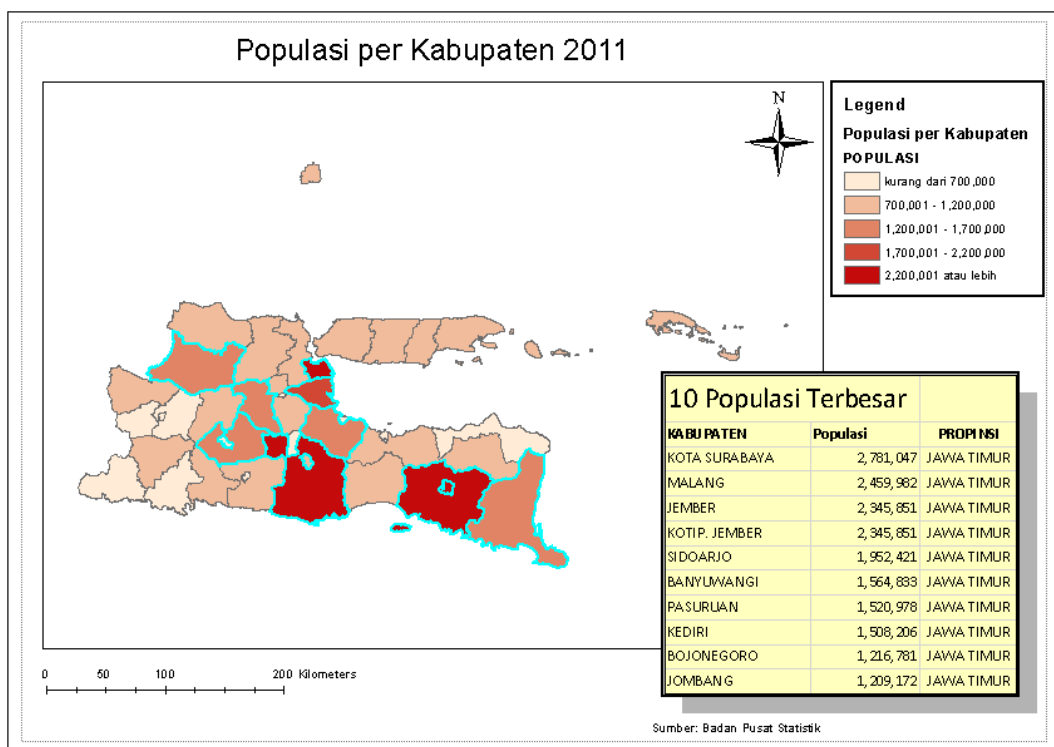 Populasi per Kabupaten 2011
N
Legend
Populasi per Kabupaten
POPULASI
kurang dari 700,000
700,001 - 1,200,000
1,200,001 - 1,700,000
1,700,001 - 2,200,000
2,200,001 atau lebih
10 Populasi Terbesar
KABUPATEN Populasi PROPINSI
KOTA SURABAYA 2,781,047 JAWA TIMUR
MALANG 2,459,982 JAWA TIMUR
JEMBER 2,345,851 JAWA TIMUR
KOTIP. JEMBER 2,345,851 JAWA TIMUR
SIDOARJO 1,952,421 JAWA TIMUR
BANYUWANGI 1,564,833 JAWA TIMUR
PASURUAN 1,520,978 JAWA TIMUR
KEDIRI 1,508,206 JAWA TIMUR
BOJONEGORO 1,216,781 JAWA TIMUR
JOMBANG 1,209,172 JAWA TIMUR
0 50 100 200 Kilometers
Sumber: Badan Pusat Statistik